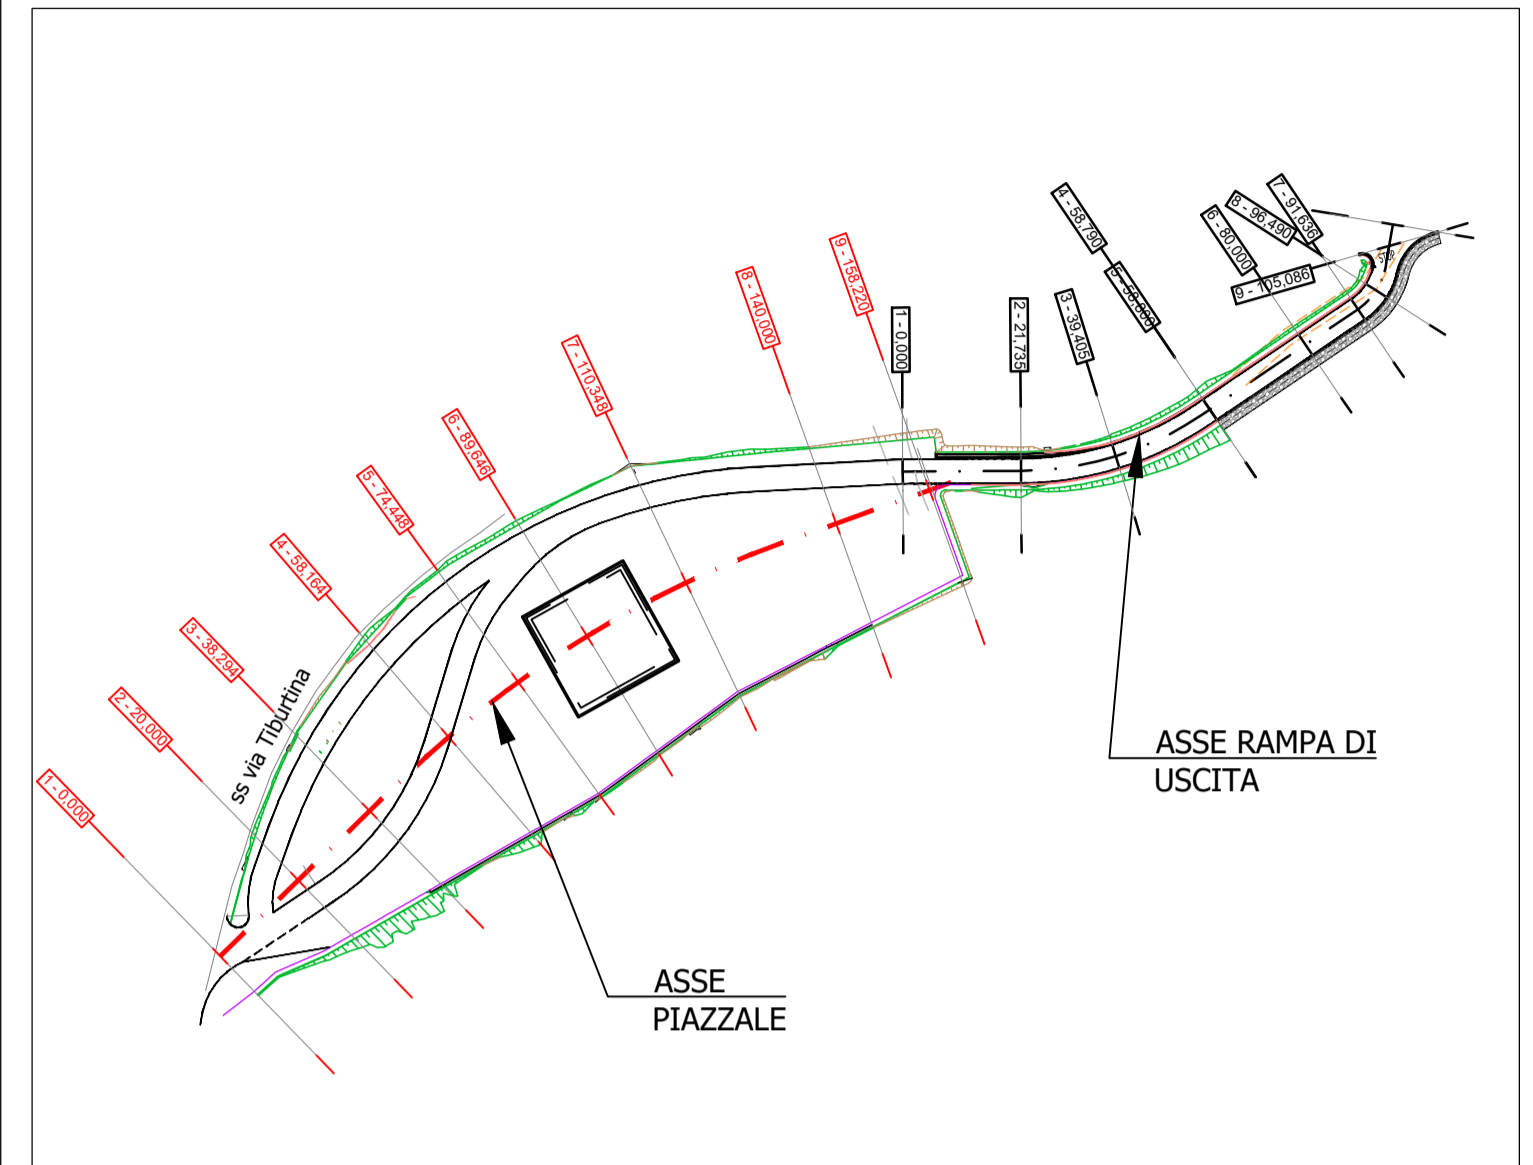 7 - 91,636
8 - 96,490
4 - 58,790
6 - 80,000
9 - 158,220
STOP
8 - 140,000
9 - 105,086
3 - 39,405
2 - 21,735
1 - 0,000
7 - 110,348
6 - 89,646
5 - 74,448
4 - 58,164
3 - 38,294
ss via Tiburtina
2 - 20,000
ASSE RAMPA DI
USCITA
1 - 0,000
ASSE
PIAZZALE